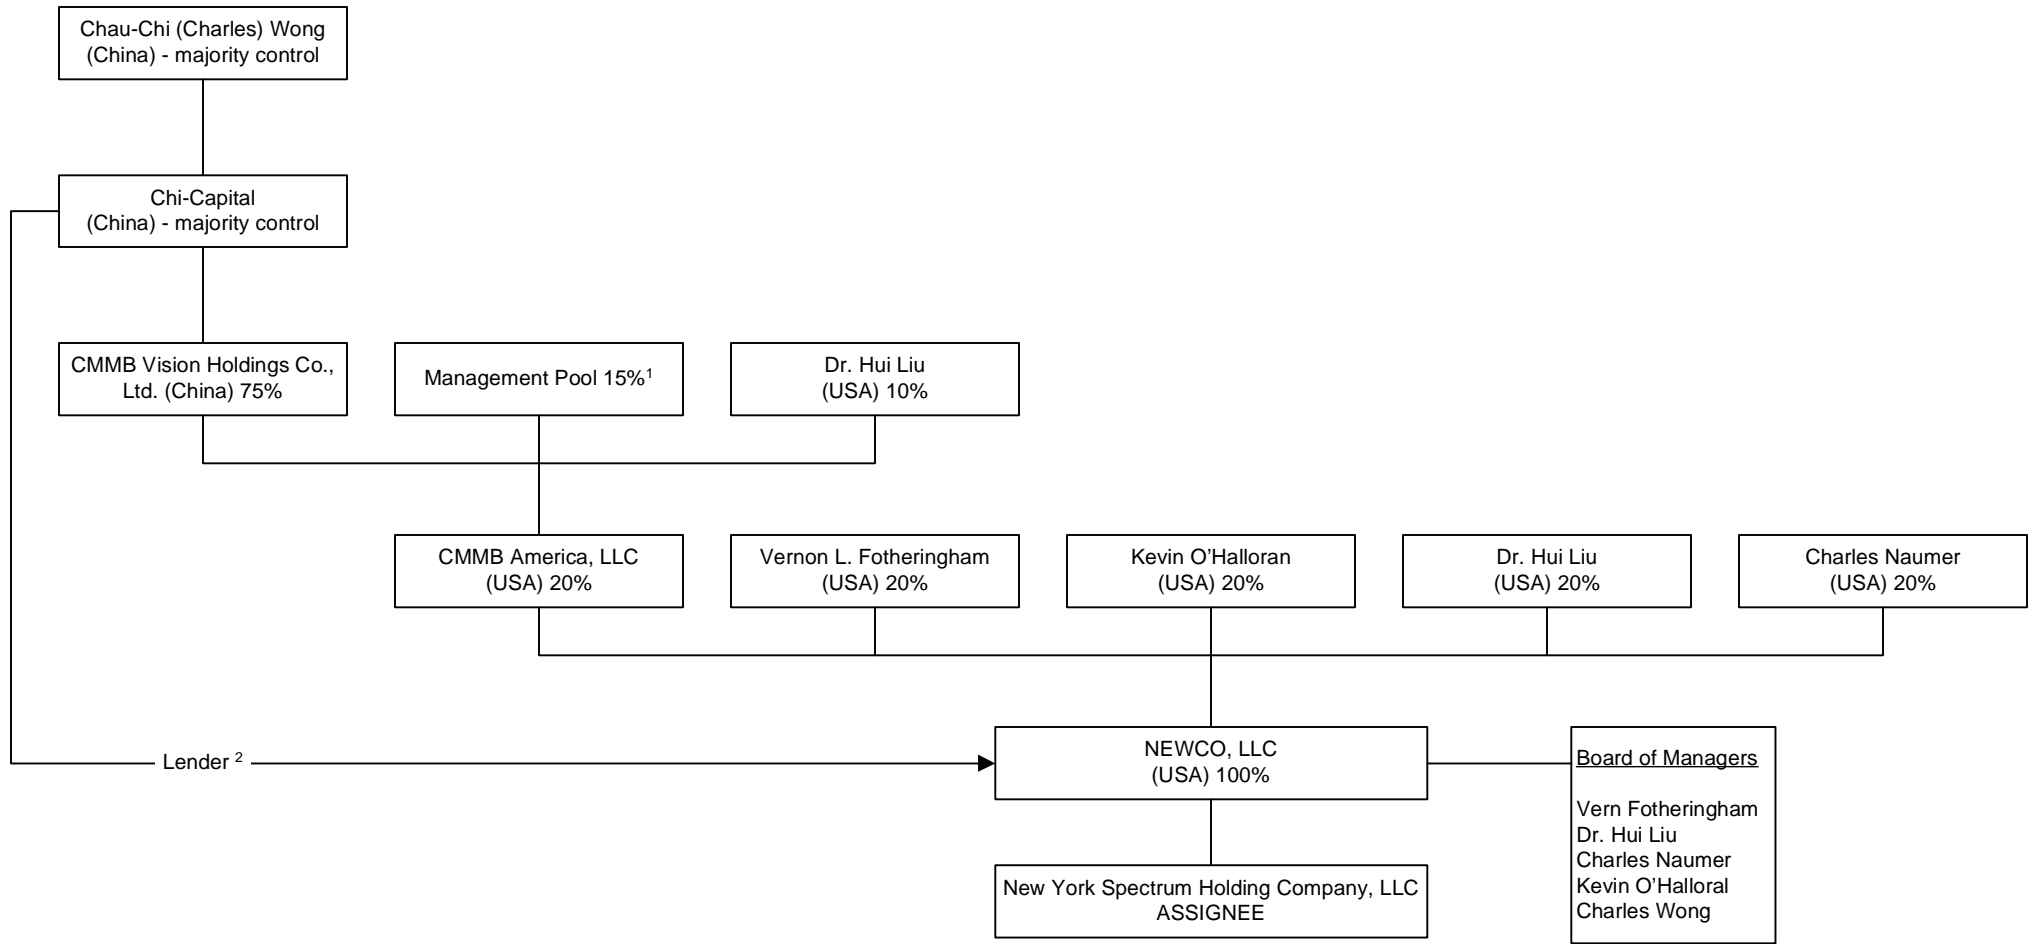 Chau-Chi (Charles) Wong
(China) - majority control
Chi-Capital
(China) - majority control
CMMB Vision Holdings Co.,
Ltd. (China) 75%
Management Pool 15%¹
Dr. Hui Liu
(USA) 10%
CMMB America, LLC
(USA) 20%
Vernon L. Fotheringham
(USA) 20%
Kevin O’Halloran
(USA) 20%
Dr. Hui Liu
(USA) 20%
Charles Naumer
(USA) 20%
Lender ²
NEWCO, LLC
(USA) 100%
Board of Managers
Vern Fotheringham
Dr. Hui Liu
Charles Naumer
Kevin O’Halloral
Charles Wong
New York Spectrum Holding Company, LLC
ASSIGNEE